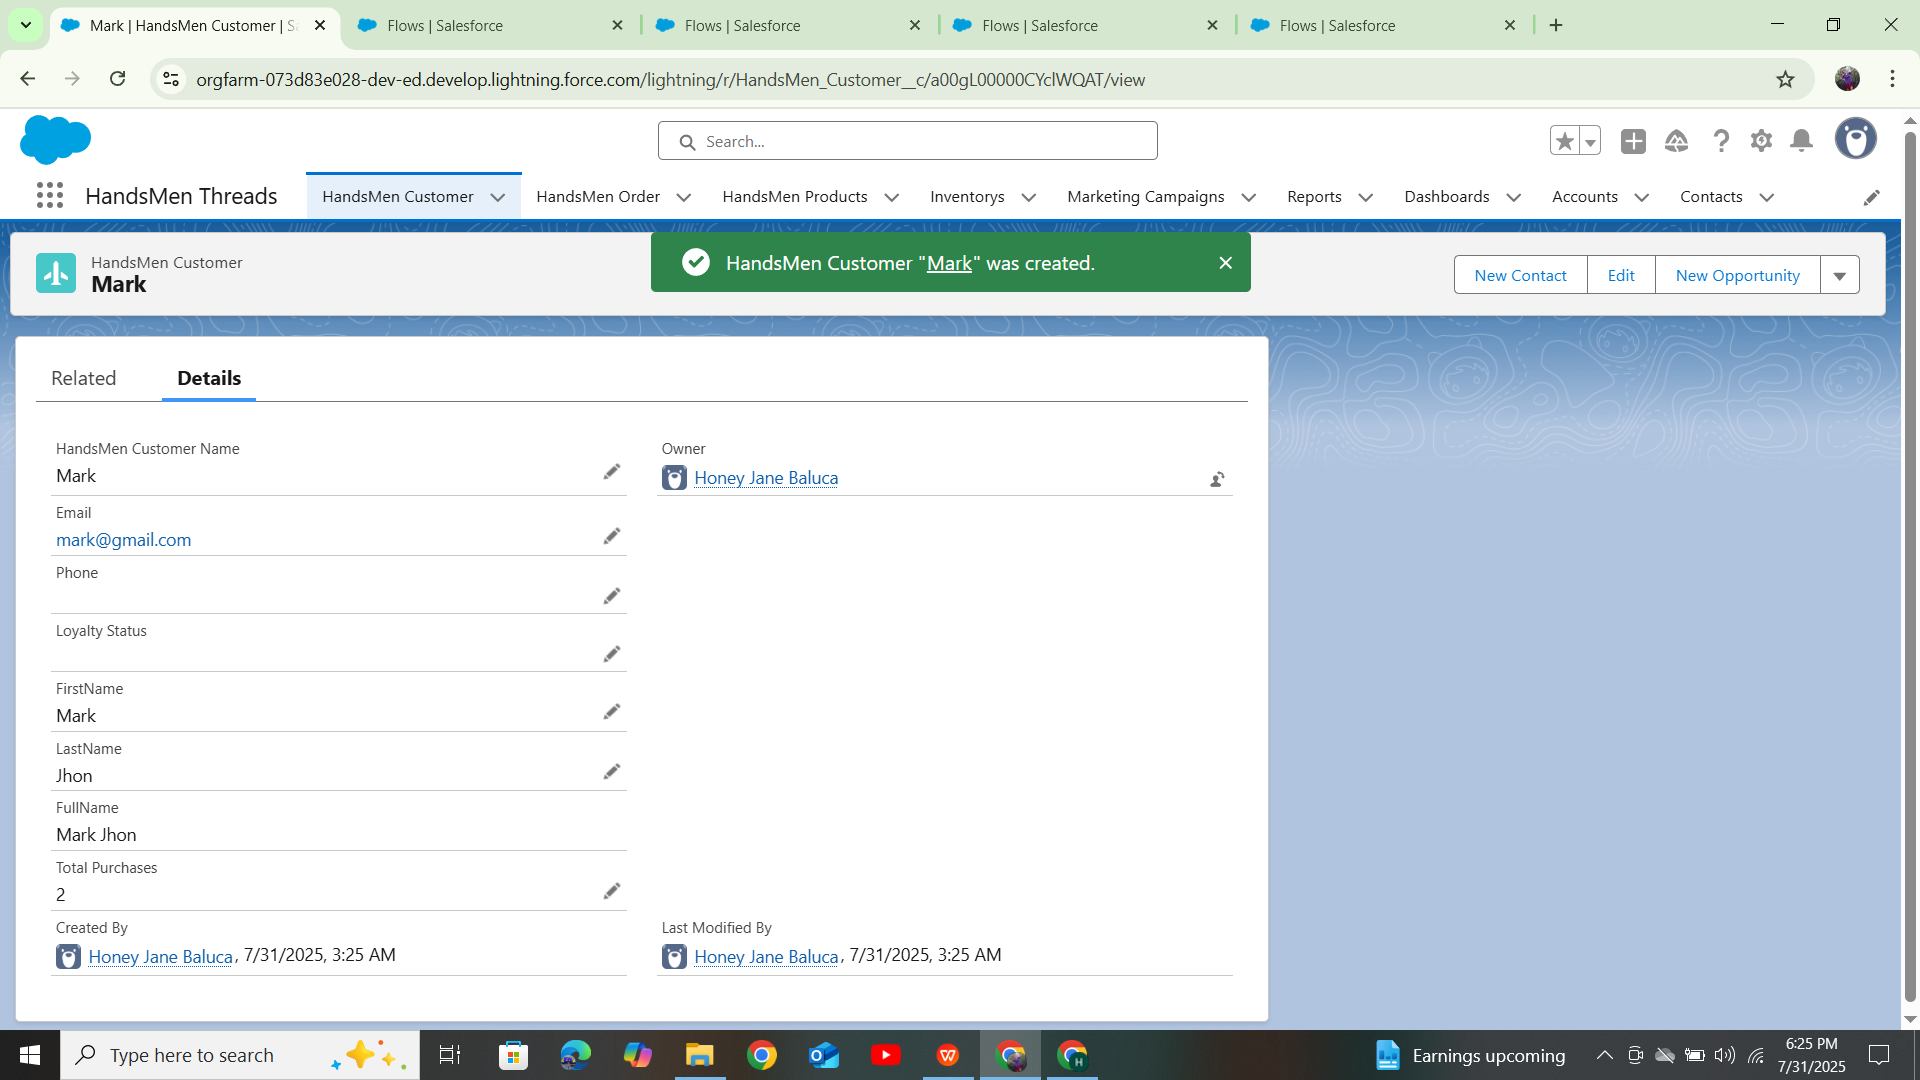 Mark | HandsMen Customer | S
Flows | Salesforce
Flows | Salesforce
Flows | Salesforce
Flows | Salesforce
orgfarm-073d83e028-dev-ed.develop.lightning.force.com/lightning/r/HandsMen_Customer__c/a00gL00000CYclWQAT/view
Search...
HandsMen Threads
HandsMen Customer
HandsMen Order
HandsMen Products
Inventorys
Marketing Campaigns
Reports
Dashboards
Accounts
Contacts
HandsMen Customer
Mark
HandsMen Customer "Mark" was created.
New Contact
Edit
New Opportunity
Related
Details
HandsMen Customer Name
Mark
Owner
Honey Jane Baluca
Email
mark@gmail.com
Phone
Loyalty Status
FirstName
Mark
LastName
Jhon
FullName
Mark Jhon
Total Purchases
2
Created By
Honey Jane Baluca, 7/31/2025, 3:25 AM
Last Modified By
Honey Jane Baluca, 7/31/2025, 3:25 AM
Type here to search
Earnings upcoming
6:25 PM
7/31/2025